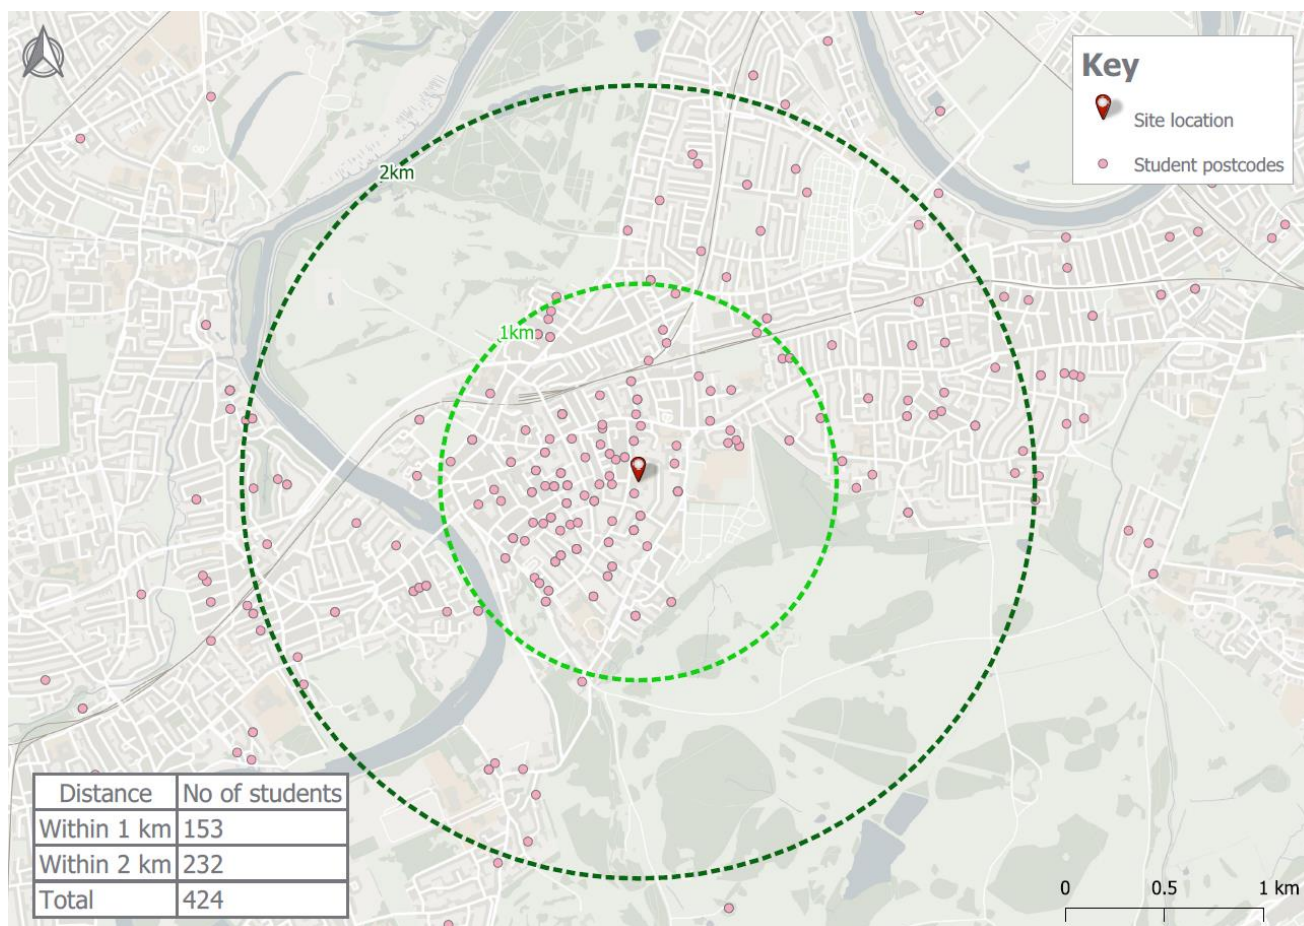 Key
Site location
Student postcodes
2km
1km
Distance No of students
Within 1 km 153
Within 2 km 232
Total 424
0 0.5 1 km